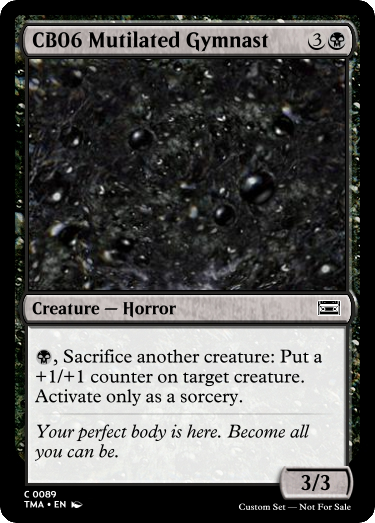 CB06 Mutilated Gymnast 3
Creature — Horror
, Sacrifice another creature: Put a
+1/+1 counter on target creature.
Activate only as a sorcery.
Your perfect body is here. Become all
you can be.
3/3
C 0089
TMA • EN
Custom Set — Not For Sale